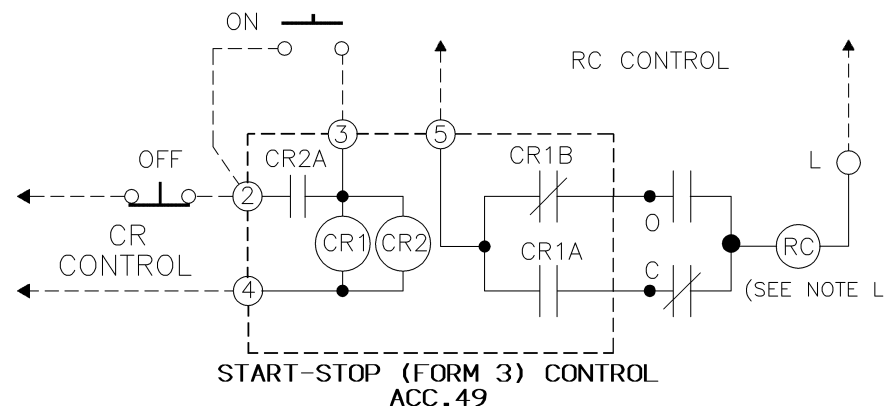 ON
RC CONTROL
3
5
OFF
CR2A
CR1B
L
2
O
CR
CONTROL
CR1
CR2
CR1A
RC
C
4
(SEE NOTE L
START-STOP (FORM 3) CONTROL
ACC.49